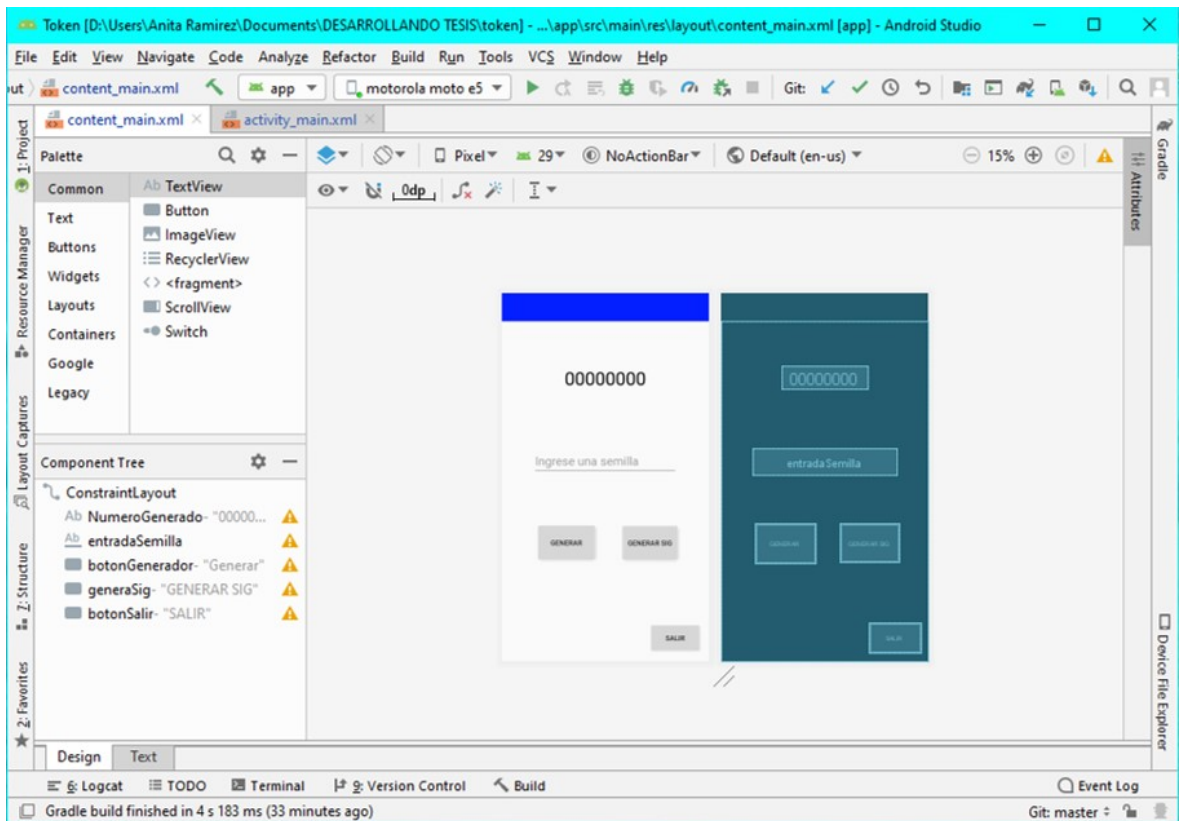 Token [D:\Users\Anita Ramirez\Documents\DESARROLLANDO TESIS\token] - ...\app\src\main\res\layout\content_main.xml [app] - Android Studio
File Edit View Navigate Code Analyze Refactor Build Run Tools VCS Window Help
out content_main.xml app motorola moto e5 Git:
content_main.xml activity_main.xml
1: Project
Resource Manager
Layout Captures
7: Structure
2: Favorites
Palette
Common
Text
Buttons
Widgets
Layouts
Containers
Google
Legacy
Ab TextView
Button
ImageView
RecyclerView
<> <fragment>
ScrollView
Switch
Pixel 29 NoActionBar Default (en-us) 15%
0dp
Component Tree
ConstraintLayout
Ab NumeroGenerado- "00000...
Ab entradaSemilla
botonGenerador- "Generar"
generaSig- "GENERAR SIG"
botonSalir- "SALIR"
00000000
Ingrese una semilla
GENERAR GENERAR SIG
SALIR
00000000
entradaSemilla
GENERAR GENERAR SIG
SALIR
Attributes
Gradle
Device File Explorer
Design Text
6: Logcat TODO Terminal 9: Version Control Build Event Log
Gradle build finished in 4 s 183 ms (33 minutes ago) Git: master